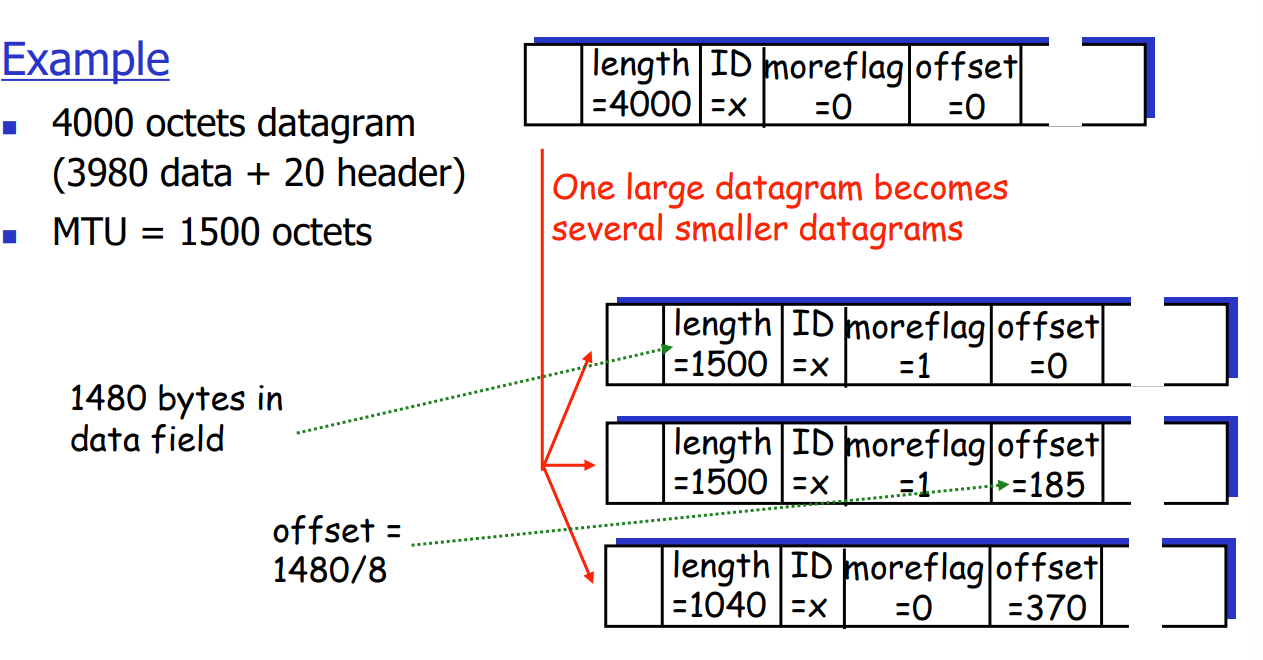 Example
4000 octets datagram
(3980 data + 20 header)
MTU = 1500 octets
length ID moreflag offset
=4000 =x =0 =0
One large datagram becomes
several smaller datagrams
length ID moreflag offset
=1500 =x =1 =0
1480 bytes in
data field
length ID moreflag offset
=1500 =x =1 =185
offset =
1480/8
length ID moreflag offset
=1040 =x =0 =370